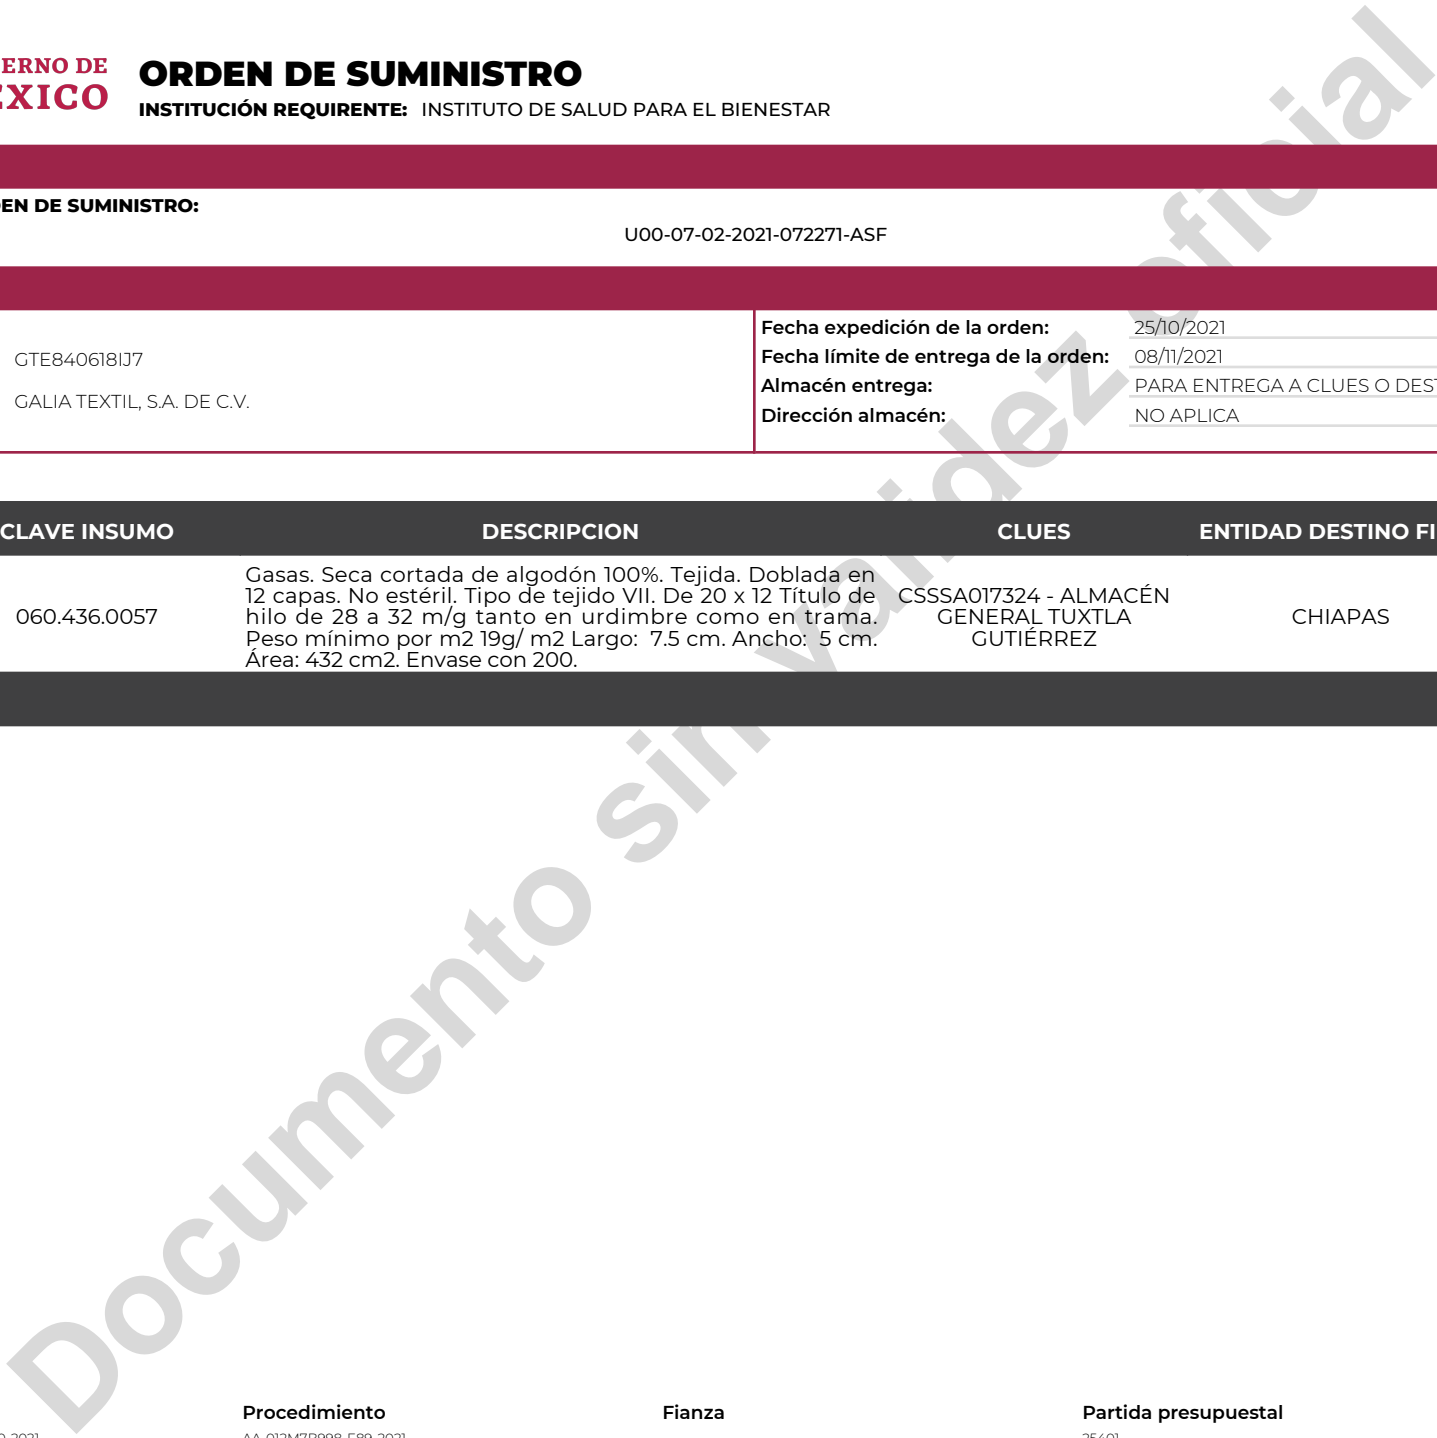 ERNO DE
ÉXICO
ORDEN DE SUMINISTRO
INSTITUCIÓN REQUIRENTE: INSTITUTO DE SALUD PARA EL BIENESTAR
EN DE SUMINISTRO:
U00-07-02-2021-072271-ASF
GTE840618IJ7
GALIA TEXTIL, S.A. DE C.V.
Fecha expedición de la orden: 25/10/2021
Fecha límite de entrega de la orden: 08/11/2021
Almacén entrega: PARA ENTREGA A CLUES O DEST
Dirección almacén: NO APLICA
CLAVE INSUMO DESCRIPCION CLUES ENTIDAD DESTINO FI
060.436.0057
Gasas. Seca cortada de algodón 100%. Tejida. Doblada en
12 capas. No estéril. Tipo de tejido VII. De 20 x 12 Título de
hilo de 28 a 32 m/g tanto en urdimbre como en trama.
Peso mínimo por m2 19g/ m2 Largo: 7.5 cm. Ancho: 5 cm.
Área: 432 cm2. Envase con 200.
CSSSA017324 - ALMACÉN
GENERAL TUXTLA
GUTIÉRREZ
CHIAPAS
Documento sin validez oficial
Procedimiento Fianza Partida presupuestal